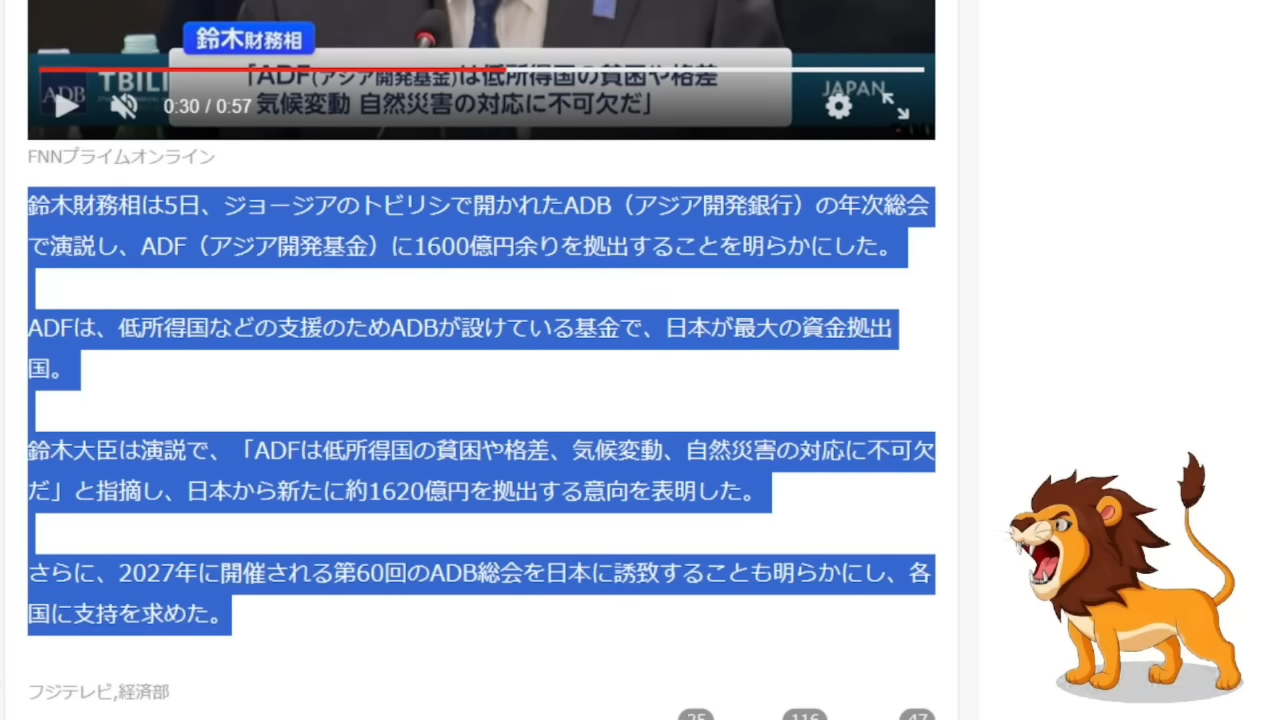 鈴木財務相
「ADF(アジア開発基金)は低所得国の貧困や格差
気候変動 自然災害の対応に不可欠だ」
ADB
TBILI
JAPAN
0:30 / 0:57
FNNプライムオンライン
鈴木財務相は5日、ジョージアのトビリシで開かれたADB（アジア開発銀行）の年次総会
で演説し、ADF（アジア開発基金）に1600億円余りを拠出することを明らかにした。
ADFは、低所得国などの支援のためADBが設けている基金で、日本が最大の資金拠出
国。
鈴木大臣は演説で、「ADFは低所得国の貧困や格差、気候変動、自然災害の対応に不可欠
だ」と指摘し、日本から新たに約1620億円を拠出する意向を表明した。
さらに、2027年に開催される第60回のADB総会を日本に誘致することも明らかにし、各
国に支持を求めた。
フジテレビ,経済部
25 116 47